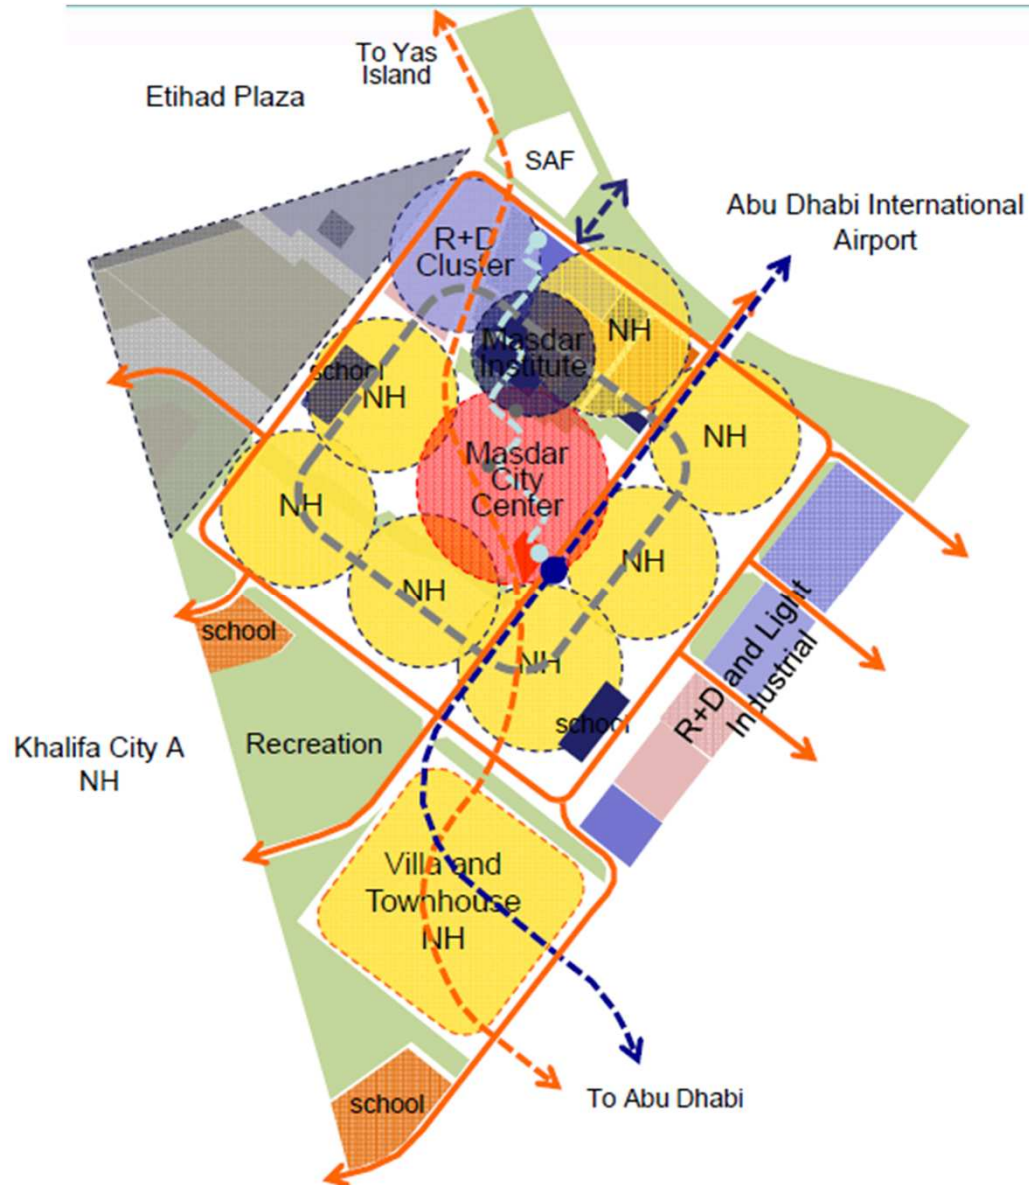 To Yas
Island
Etihad Plaza
SAF
Abu Dhabi International
Airport
R+D
Cluster
NH
Masdar
Institute
school
NH
NH
Masdar
City
Center
NH
NH
NH
NH
school
school
R+D and Light
Industrial
Khalifa City A
NH
Recreation
Villa and
Townhouse
NH
school
To Abu Dhabi